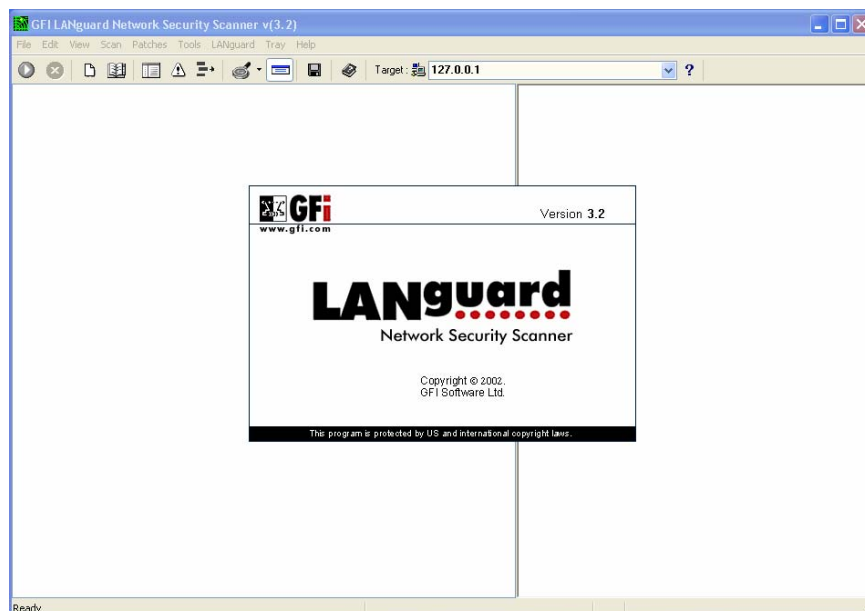 GFI LANguard Network Security Scanner v(3.2)
File Edit View Scan Patches Tools LANguard Tray Help
Target : 127.0.0.1 ?
GFi
www.gfi.com
Version 3.2
LANguard
Network Security Scanner
Copyright © 2002.
GFI Software Ltd.
This program is protected by US and international copyright laws.
Ready